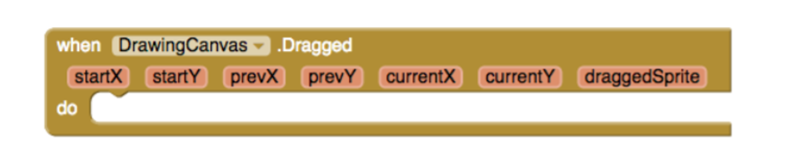 when DrawingCanvas .Dragged
startX startY prevX prevY currentX currentY draggedSprite
do